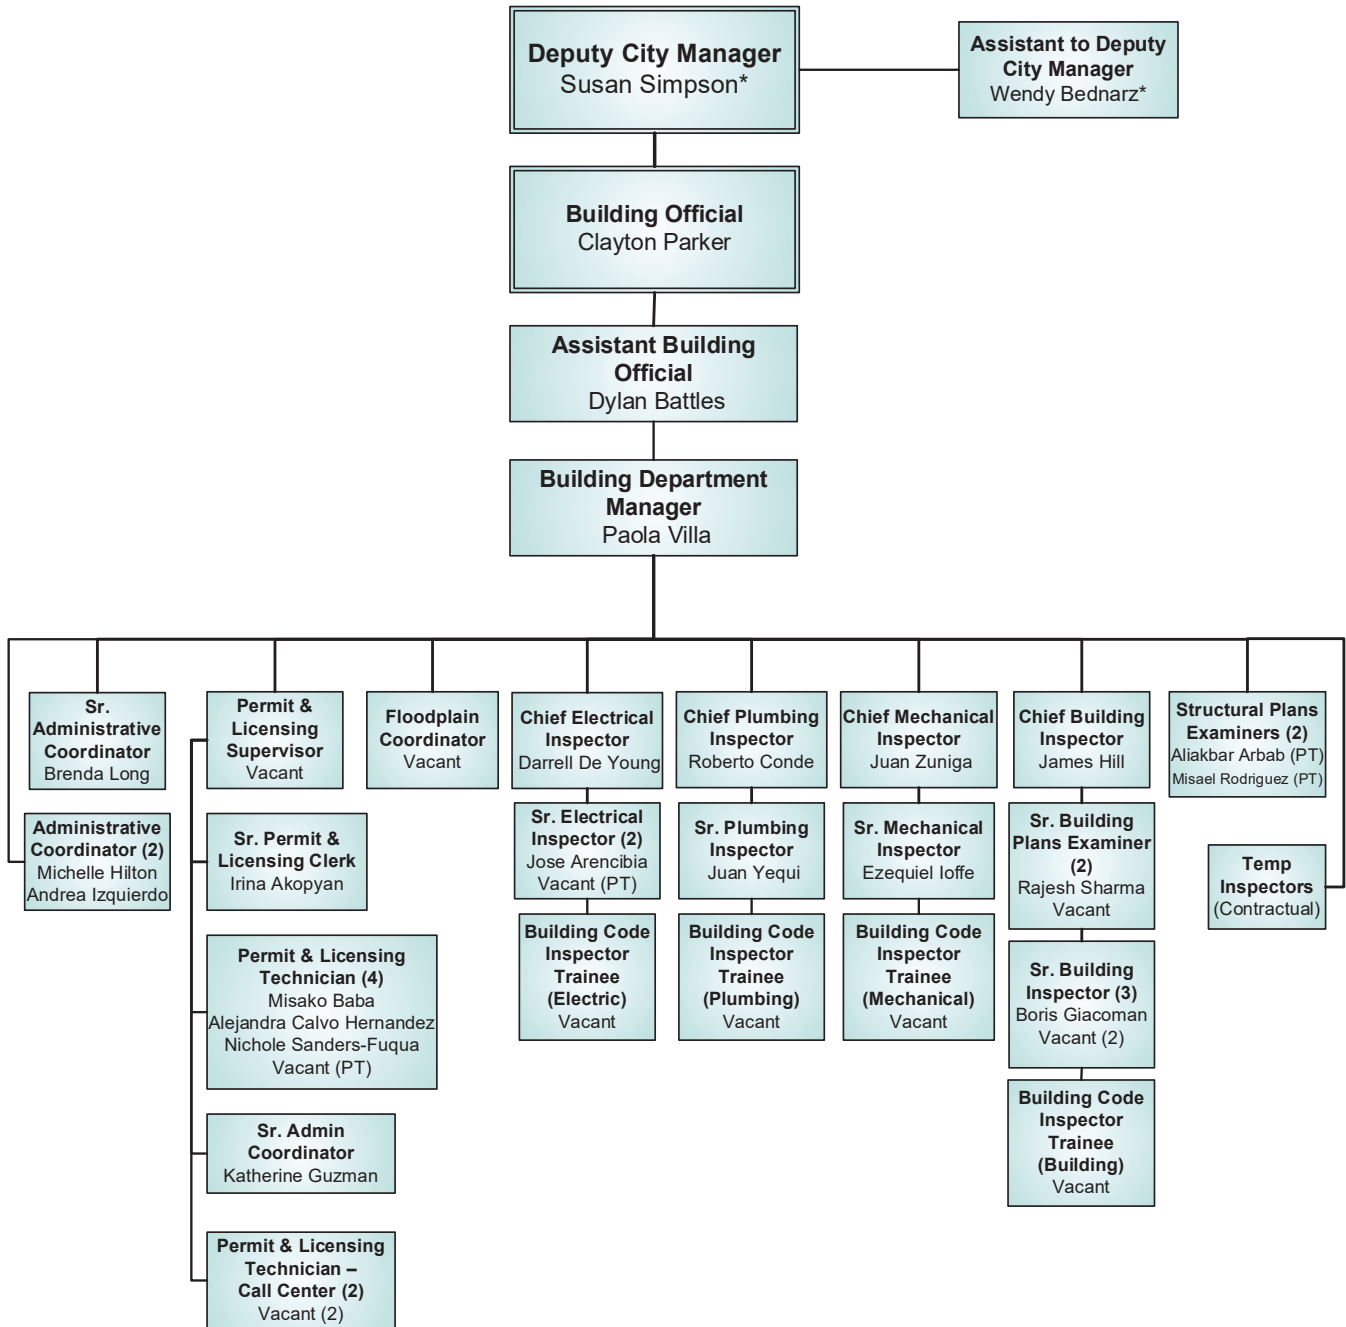 Deputy City Manager
Susan Simpson*
Assistant to Deputy
City Manager
Wendy Bednarz*
Building Official
Clayton Parker
Assistant Building
Official
Dylan Battles
Building Department
Manager
Paola Villa
Sr.
Administrative
Coordinator
Brenda Long
Administrative
Coordinator (2)
Michelle Hilton
Andrea Izquierdo
Permit &
Licensing
Supervisor
Vacant
Sr. Permit &
Licensing Clerk
Irina Akopyan
Permit & Licensing
Technician (4)
Misako Baba
Alejandra Calvo Hernandez
Nichole Sanders-Fuqua
Vacant (PT)
Sr. Admin
Coordinator
Katherine Guzman
Permit & Licensing
Technician –
Call Center (2)
Vacant (2)
Floodplain
Coordinator
Vacant
Chief Electrical
Inspector
Darrell De Young
Sr. Electrical
Inspector (2)
Jose Arencibia
Vacant (PT)
Building Code
Inspector
Trainee
(Electric)
Vacant
Chief Plumbing
Inspector
Roberto Conde
Sr. Plumbing
Inspector
Juan Yequi
Building Code
Inspector
Trainee
(Plumbing)
Vacant
Chief Mechanical
Inspector
Juan Zuniga
Sr. Mechanical
Inspector
Ezequiel Ioffe
Building Code
Inspector
Trainee
(Mechanical)
Vacant
Chief Building
Inspector
James Hill
Sr. Building
Plans Examiner
(2)
Rajesh Sharma
Vacant
Sr. Building
Inspector (3)
Boris Giacoman
Vacant (2)
Building Code
Inspector
Trainee
(Building)
Vacant
Structural Plans
Examiners (2)
Aliakbar Arbab (PT)
Misael Rodriguez (PT)
Temp
Inspectors
(Contractual)